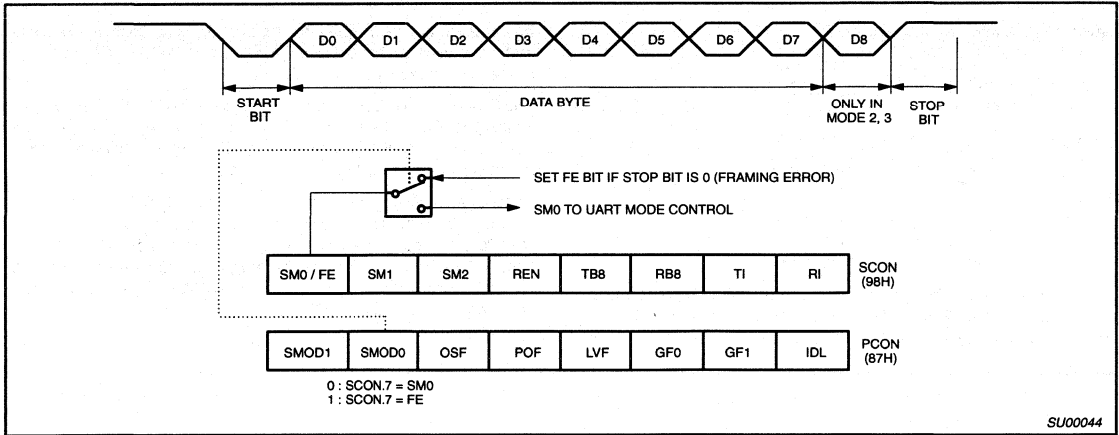 D0 D1 D2 D3 D4 D5 D6 D7 D8
START
BIT
DATA BYTE
ONLY IN
MODE 2, 3
STOP
BIT
SET FE BIT IF STOP BIT IS 0 (FRAMING ERROR)
SM0 TO UART MODE CONTROL
SM0 / FE SM1 SM2 REN TB8 RB8 TI RI
SCON
(98H)
SMOD1 SMOD0 OSF POF LVF GF0 GF1 IDL
PCON
(87H)
0 : SCON.7 = SM0
1 : SCON.7 = FE
SU00044